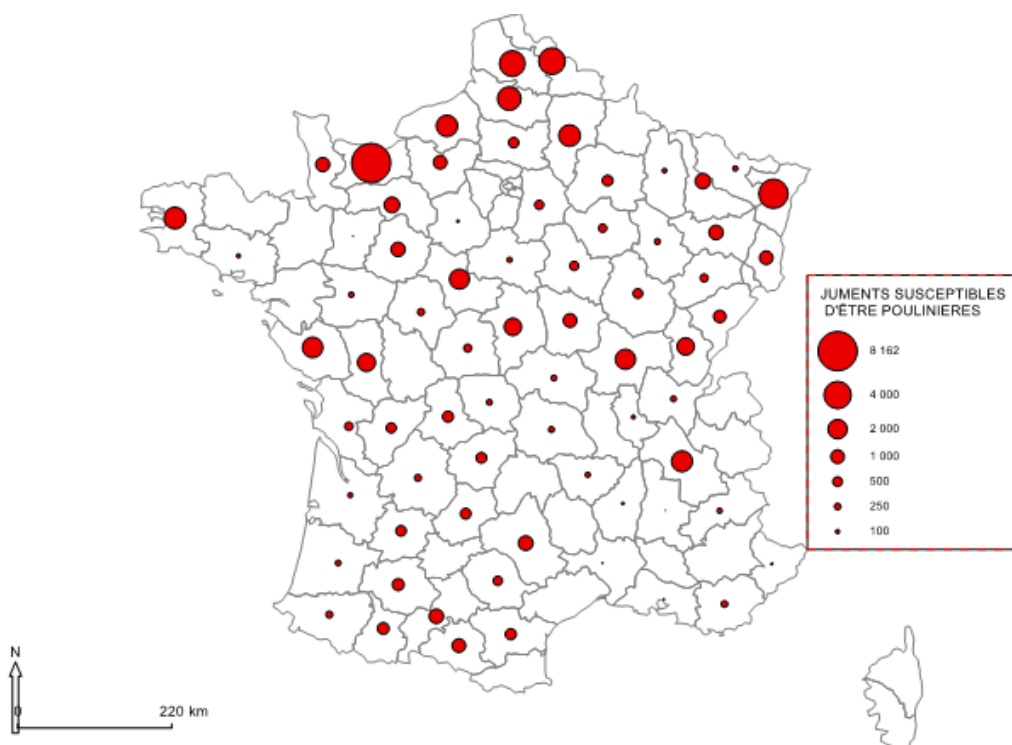 JUMENTS SUSCEPTIBLES
D'ÊTRE POULINIERES
8 162
4 000
2 000
1 000
500
250
100
N
0
220 km